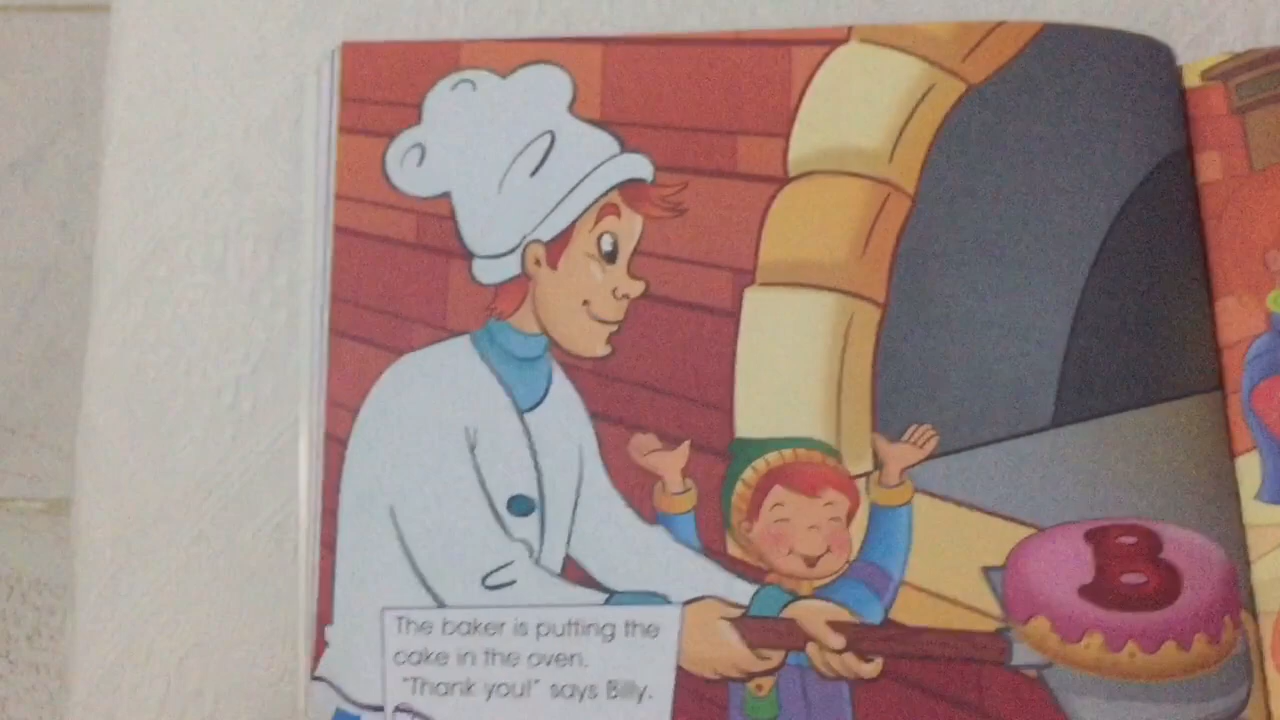 B
The baker is putting the
cake in the oven.
"Thank you!" says Billy.